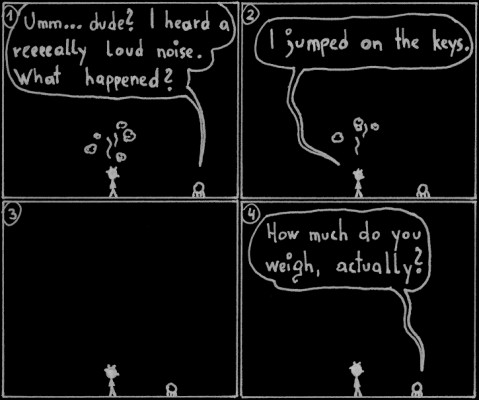 1
Umm... dude? I heard a
reeeeally loud noise.
What happened?
2
I jumped on the keys.
3
4
How much do you
weigh, actually?